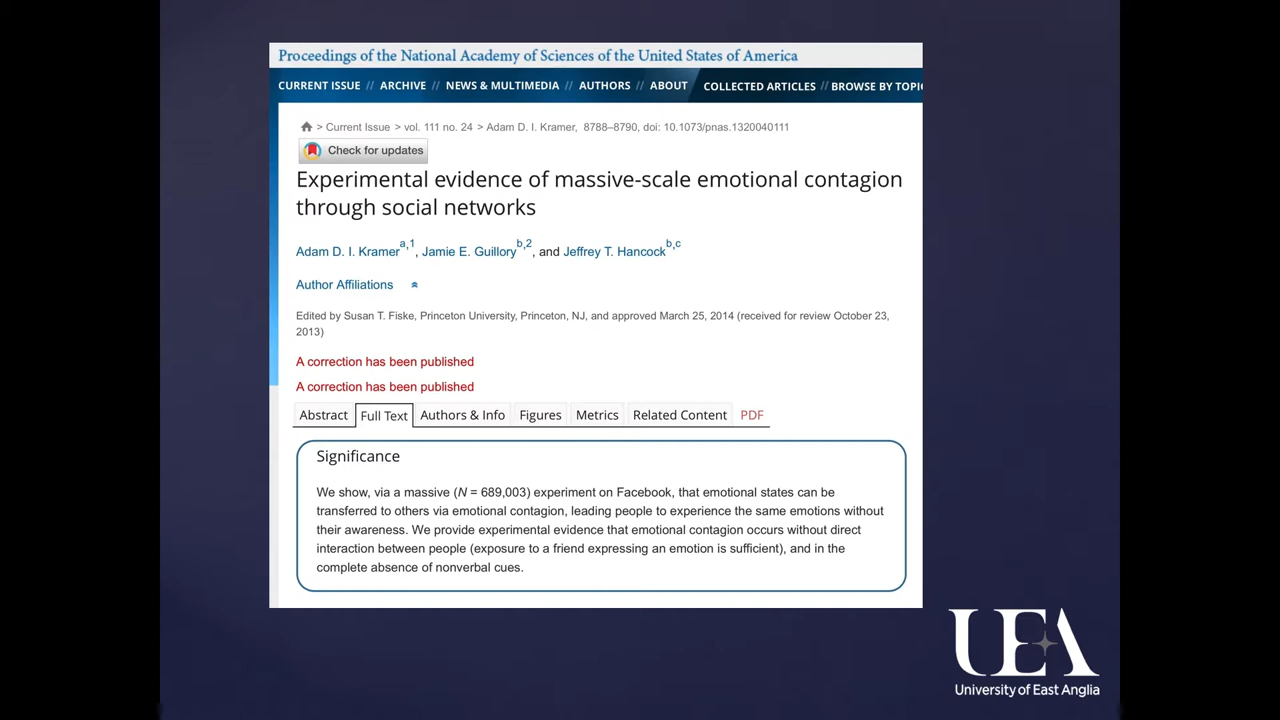 Proceedings of the National Academy of Sciences of the United States of America
CURRENT ISSUE // ARCHIVE // NEWS & MULTIMEDIA // AUTHORS // ABOUT COLLECTED ARTICLES // BROWSE BY TOPI
> Current Issue > vol. 111 no. 24 > Adam D. I. Kramer, 8788–8790, doi: 10.1073/pnas.1320040111
Check for updates
Experimental evidence of massive-scale emotional contagion
through social networks
Adam D. I. Kramer a,1, Jamie E. Guillory b,2, and Jeffrey T. Hancock b,c
Author Affiliations
Edited by Susan T. Fiske, Princeton University, Princeton, NJ, and approved March 25, 2014 (received for review October 23,
2013)
A correction has been published
A correction has been published
Abstract Full Text Authors & Info Figures Metrics Related Content PDF
Significance
We show, via a massive (N = 689,003) experiment on Facebook, that emotional states can be
transferred to others via emotional contagion, leading people to experience the same emotions without
their awareness. We provide experimental evidence that emotional contagion occurs without direct
interaction between people (exposure to a friend expressing an emotion is sufficient), and in the
complete absence of nonverbal cues.
UEA
University of East Anglia